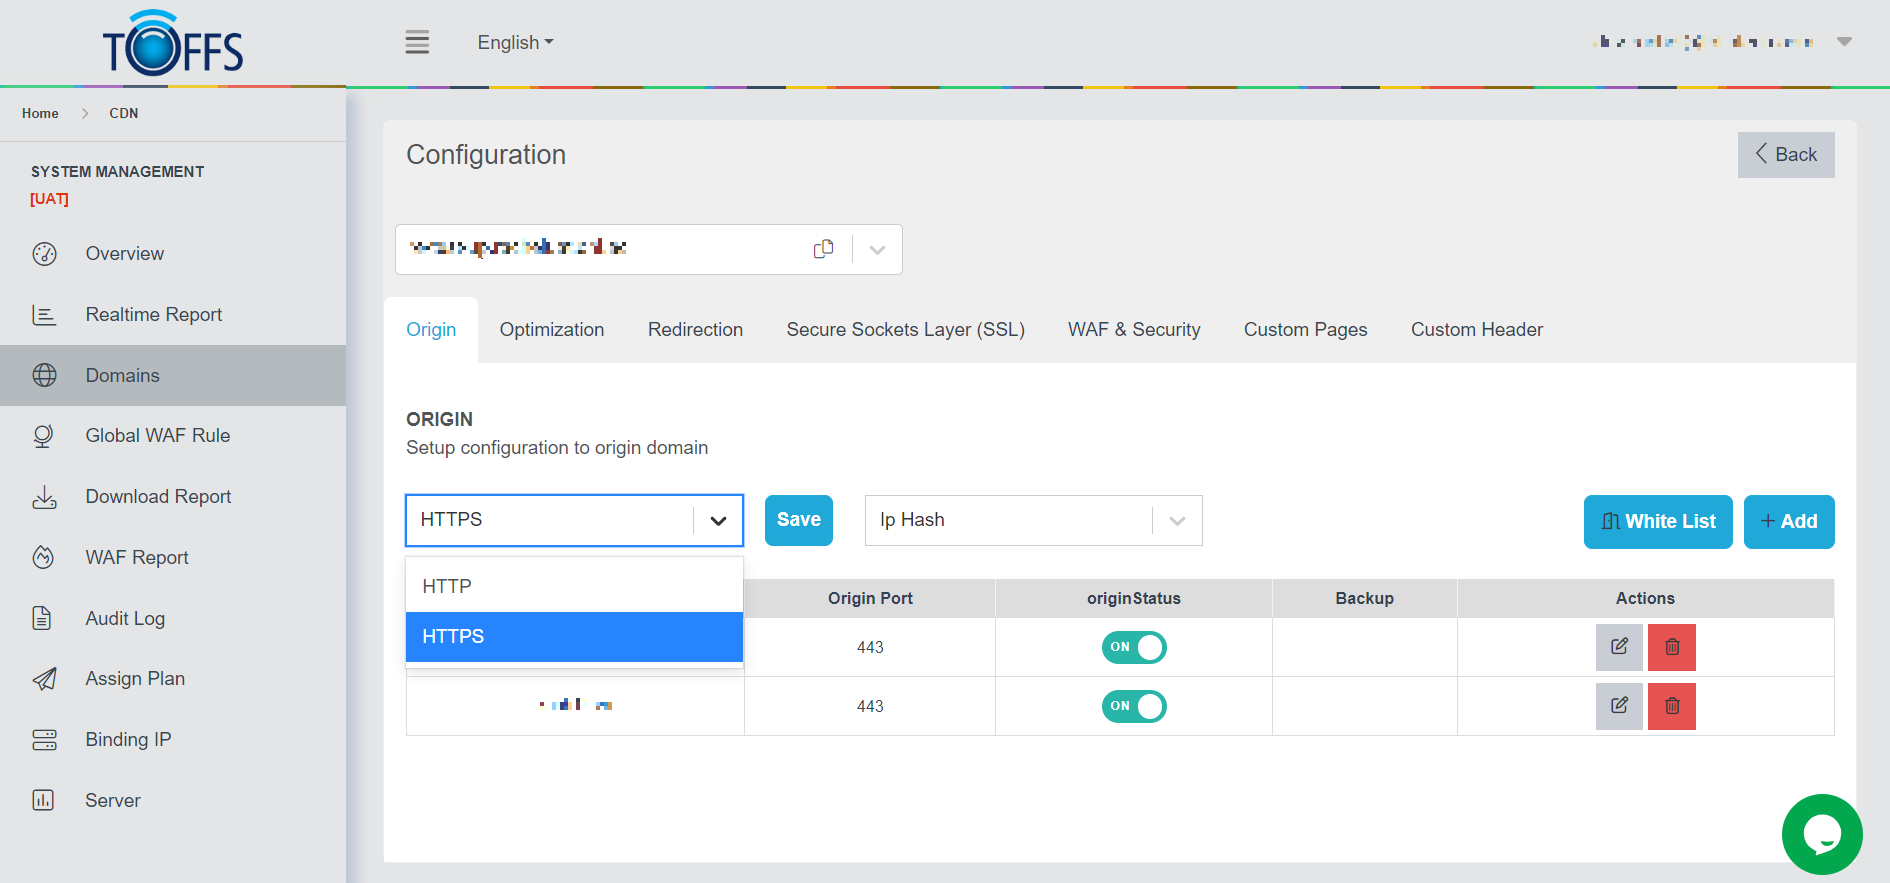 TOFFS
English
Home > CDN
SYSTEM MANAGEMENT
[UAT]
Overview
Realtime Report
Domains
Global WAF Rule
Download Report
WAF Report
Audit Log
Assign Plan
Binding IP
Server
Configuration
Back
Origin Optimization Redirection Secure Sockets Layer (SSL) WAF & Security Custom Pages Custom Header
ORIGIN
Setup configuration to origin domain
HTTPS Save Ip Hash White List + Add
HTTP
HTTPS
Origin Port originStatus Backup Actions
443 ON
443 ON